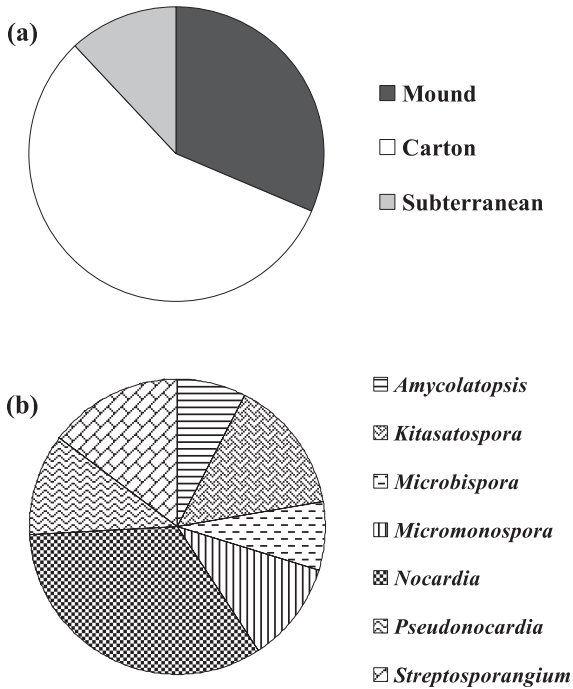 (a)
Mound
Carton
Subterranean
(b)
Amycolatopsis
Kitasatospora
Microbispora
Micromonospora
Nocardia
Pseudonocardia
Streptosporangium